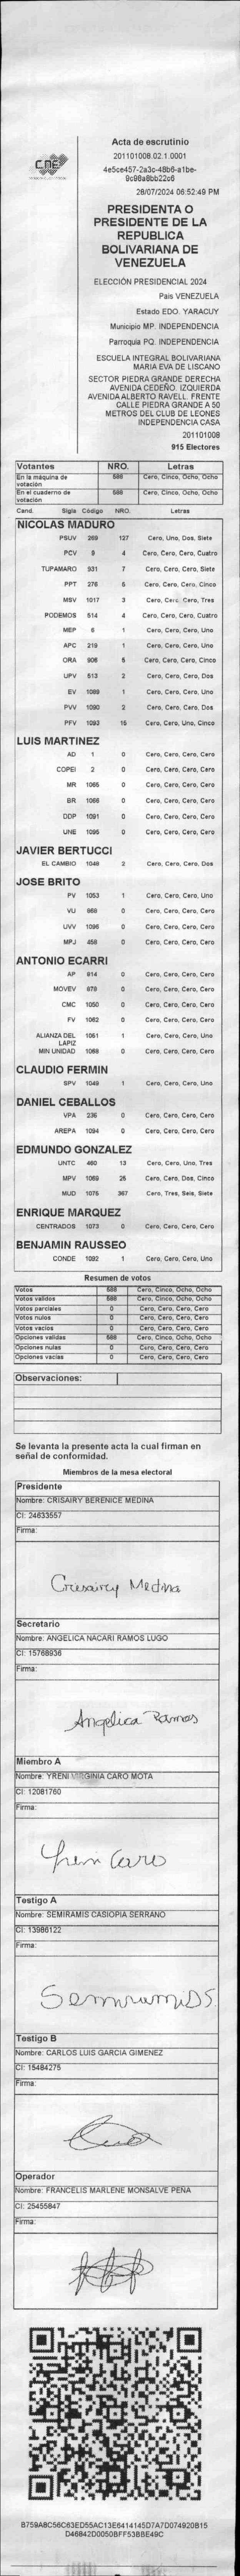 CNE
Acta de escrutinio
201101008.02.1.0001
4e5ce457-2a3c-48b6-a1be-
9c98a8bb22c6
28/07/2024 06:52:49 PM
PRESIDENTA O
PRESIDENTE DE LA
REPUBLICA
BOLIVARIANA DE
VENEZUELA
ELECCIÓN PRESIDENCIAL 2024
Pais VENEZUELA
Estado EDO. YARACUY
Municipio MP. INDEPENDENCIA
Parroquia PQ. INDEPENDENCIA
ESCUELA INTEGRAL BOLIVARIANA
MARIA EVA DE LISCANO
SECTOR PIEDRA GRANDE DERECHA
AVENIDA CEDEÑO. IZQUIERDA
AVENIDA ALBERTO RAVELL. FRENTE
CALLE PIEDRA GRANDE A 50
METROS DEL CLUB DE LEONES
INDEPENDENCIA CASA
201101008
915 Electores
Votantes NRO. Letras
En la máquina de votación 588 Cero, Cinco, Ocho, Ocho
En el cuaderno de votación 588 Cero, Cinco, Ocho, Ocho
Cand. Sigla Código NRO. Letras
NICOLAS MADURO
PSUV 269 127 Cero, Uno, Dos, Siete
PCV 9 4 Cero, Cero, Cero, Cuatro
TUPAMARO 931 7 Cero, Cero, Cero, Siete
PPT 276 5 Cero, Cero, Cero, Cinco
MSV 1017 3 Cero, Cero, Cero, Tres
PODEMOS 514 4 Cero, Cero, Cero, Cuatro
MEP 6 1 Cero, Cero, Cero, Uno
APC 219 1 Cero, Cero, Cero, Uno
ORA 906 5 Cero, Cero, Cero, Cinco
UPV 513 2 Cero, Cero, Cero, Dos
EV 1089 1 Cero, Cero, Cero, Uno
PVV 1090 2 Cero, Cero, Cero, Dos
PFV 1093 15 Cero, Cero, Uno, Cinco
LUIS MARTINEZ
AD 1 0 Cero, Cero, Cero, Cero
COPEI 2 0 Cero, Cero, Cero, Cero
MR 1065 0 Cero, Cero, Cero, Cero
BR 1066 0 Cero, Cero, Cero, Cero
DDP 1091 0 Cero, Cero, Cero, Cero
UNE 1095 0 Cero, Cero, Cero, Cero
JAVIER BERTUCCI
EL CAMBIO 1048 2 Cero, Cero, Cero, Dos
JOSE BRITO
PV 1053 1 Cero, Cero, Cero, Uno
VU 868 0 Cero, Cero, Cero, Cero
UVV 1096 0 Cero, Cero, Cero, Cero
MPJ 458 0 Cero, Cero, Cero, Cero
ANTONIO ECARRI
AP 914 0 Cero, Cero, Cero, Cero
MOVEV 878 0 Cero, Cero, Cero, Cero
CMC 1050 0 Cero, Cero, Cero, Cero
FV 1062 0 Cero, Cero, Cero, Cero
ALIANZA DEL LAPIZ 1051 1 Cero, Cero, Cero, Uno
MIN UNIDAD 1068 0 Cero, Cero, Cero, Cero
CLAUDIO FERMIN
SPV 1049 1 Cero, Cero, Cero, Uno
DANIEL CEBALLOS
VPA 236 0 Cero, Cero, Cero, Cero
AREPA 1094 0 Cero, Cero, Cero, Cero
EDMUNDO GONZALEZ
UNTC 460 13 Cero, Cero, Uno, Tres
MPV 1069 25 Cero, Cero, Dos, Cinco
MUD 1075 367 Cero, Tres, Seis, Siete
ENRIQUE MARQUEZ
CENTRADOS 1073 0 Cero, Cero, Cero, Cero
BENJAMIN RAUSSEO
CONDE 1092 1 Cero, Cero, Cero, Uno
Resumen de votos
Votos 588 Cero, Cinco, Ocho, Ocho
Votos validos 588 Cero, Cinco, Ocho, Ocho
Votos parciales 0 Cero, Cero, Cero, Cero
Votos nulos 0 Cero, Cero, Cero, Cero
Votos vacios 0 Cero, Cero, Cero, Cero
Opciones validas 588 Cero, Cinco, Ocho, Ocho
Opciones nulas 0 Cero, Cero, Cero, Cero
Opciones vacias 0 Cero, Cero, Cero, Cero
Observaciones:
Se levanta la presente acta la cual firman en
señal de conformidad.
Miembros de la mesa electoral
Presidente
Nombre: CRISAIRY BERENICE MEDINA
CI: 24633557
Firma:
Crisairy Medina
Secretario
Nombre: ANGELICA NACARI RAMOS LUGO
CI: 15768936
Firma:
Angelica Ramos
Miembro A
Nombre: YRENI VIRGINIA CARO MOTA
CI: 12081760
Firma:
Yreni Caro
Testigo A
Nombre: SEMIRAMIS CASIOPIA SERRANO
CI: 13986122
Firma:
SemiramiDS.
Testigo B
Nombre: CARLOS LUIS GARCIA GIMENEZ
CI: 15484275
Firma:
Operador
Nombre: FRANCELIS MARLENE MONSALVE PEÑA
CI: 25455847
Firma:
B759A8C56C63ED55AC13E6414145D7A7D074920B15
D46842D0050BFF53BBE49C